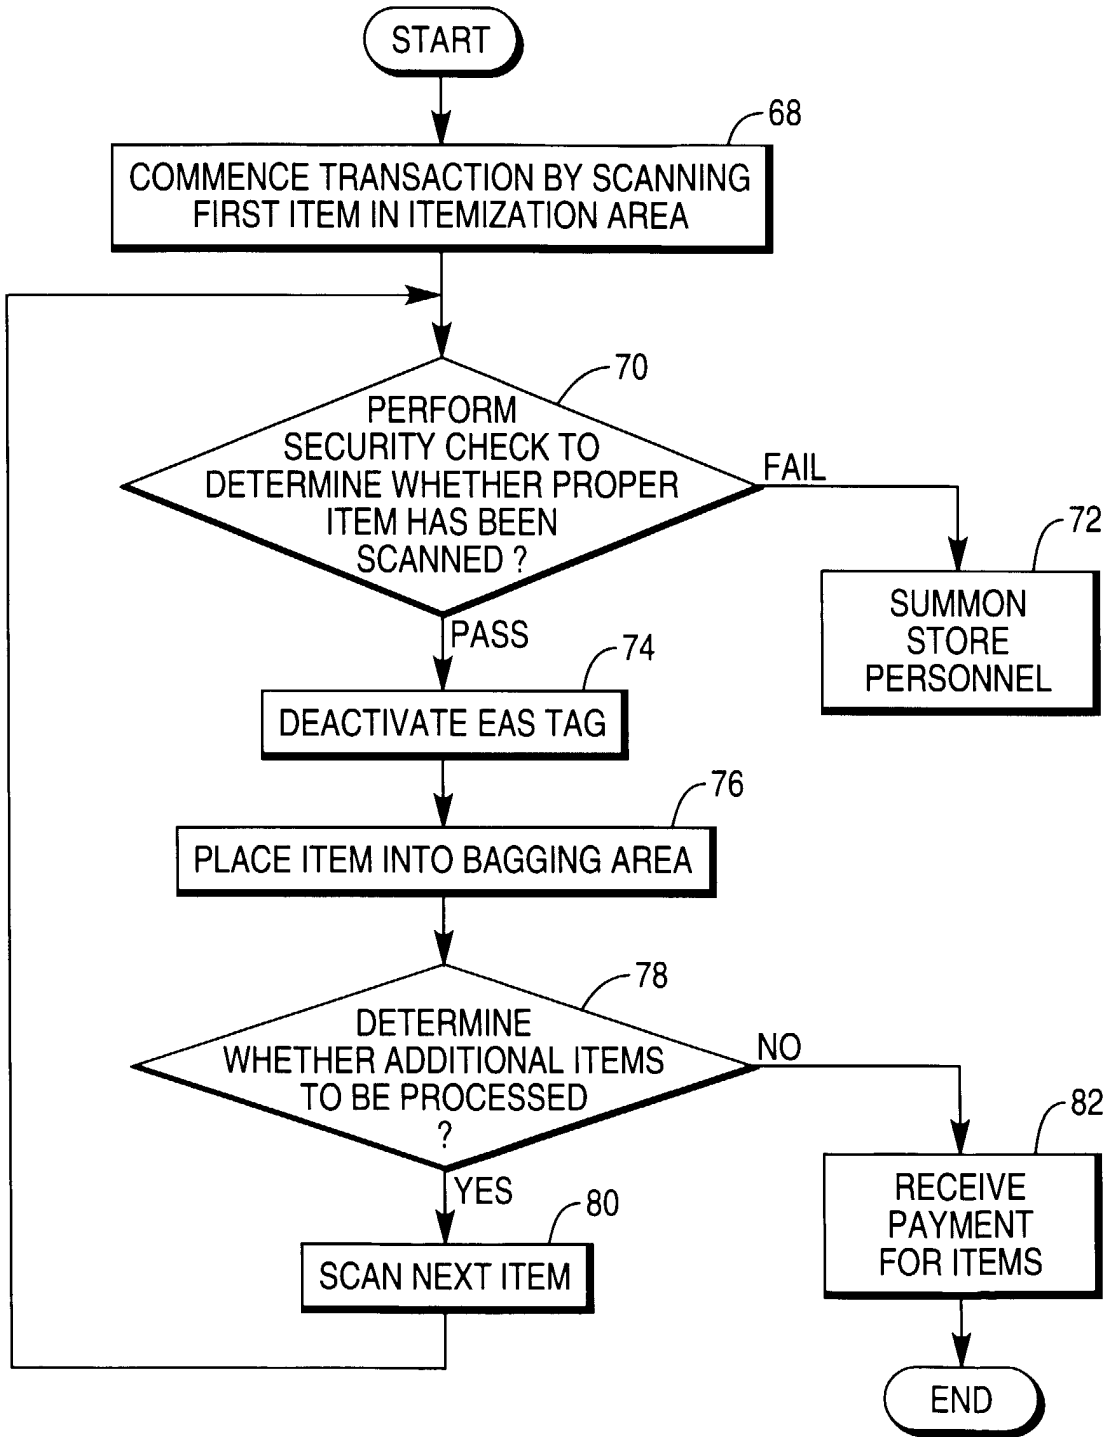 START
68
COMMENCE TRANSACTION BY SCANNING
FIRST ITEM IN ITEMIZATION AREA
70
PERFORM
SECURITY CHECK TO
DETERMINE WHETHER PROPER
ITEM HAS BEEN
SCANNED ?
FAIL
72
SUMMON
STORE
PERSONNEL
PASS
74
DEACTIVATE EAS TAG
76
PLACE ITEM INTO BAGGING AREA
78
DETERMINE
WHETHER ADDITIONAL ITEMS
TO BE PROCESSED
?
NO
82
RECEIVE
PAYMENT
FOR ITEMS
YES
80
SCAN NEXT ITEM
END